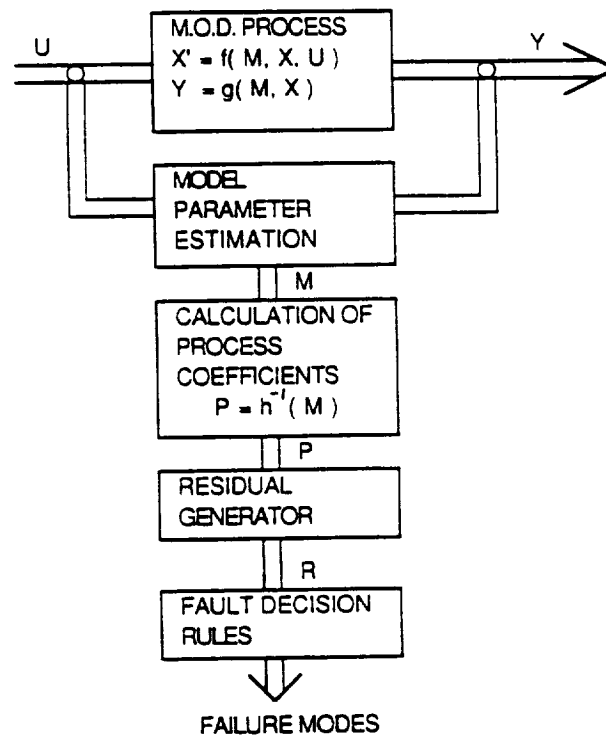 M.O.D. PROCESS
X' = f( M, X, U )
Y = g( M, X )
U
Y
MODEL
PARAMETER
ESTIMATION
M
CALCULATION OF
PROCESS
COEFFICIENTS
P = h⁻¹( M )
P
RESIDUAL
GENERATOR
R
FAULT DECISION
RULES
FAILURE MODES